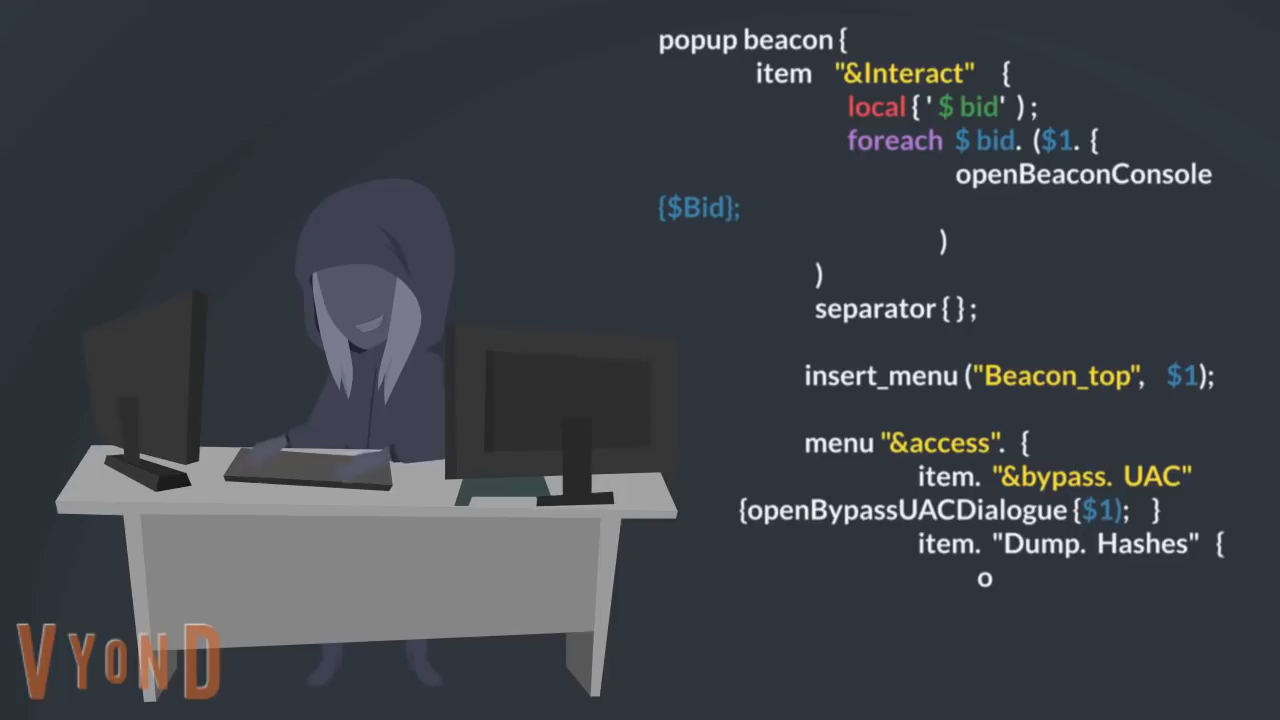 popup beacon {
item "&Interact" {
local { ' $ bid' ) ;
foreach $ bid. ($1. {
openBeaconConsole
{$Bid};
)
)
separator { } ;
insert_menu ("Beacon_top", $1);
menu "&access". {
item. "&bypass. UAC"
{openBypassUACDialogue {$1); }
item. "Dump. Hashes" {
o
VYOND